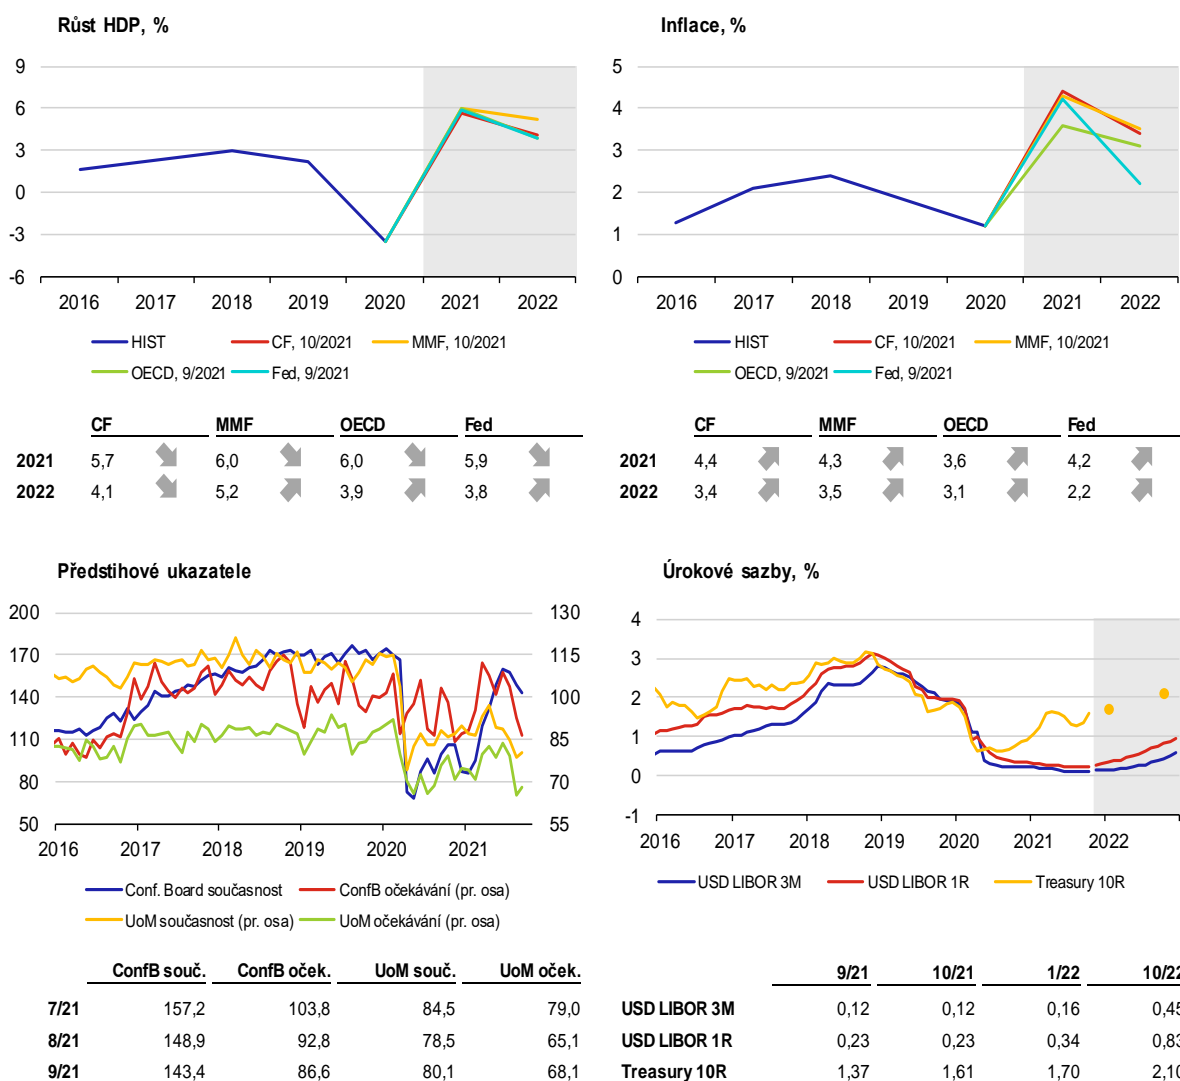 Růst HDP, %
9
6
3
0
-3
-6
2016 2017 2018 2019 2020 2021 2022
HIST CF, 10/2021 MMF, 10/2021
OECD, 9/2021 Fed, 9/2021
CF MMF OECD Fed
2021 5,7 6,0 6,0 5,9
2022 4,1 5,2 3,9 3,8
Inflace, %
5
4
3
2
1
0
2016 2017 2018 2019 2020 2021 2022
HIST CF, 10/2021 MMF, 10/2021
OECD, 9/2021 Fed, 9/2021
CF MMF OECD Fed
2021 4,4 4,3 3,6 4,2
2022 3,4 3,5 3,1 2,2
Předstihové ukazatele
200 130
170 115
140 100
110 85
80 70
50 55
2016 2017 2018 2019 2020 2021
Conf. Board současnost ConfB očekávání (pr. osa)
UoM současnost (pr. osa) UoM očekávání (pr. osa)
ConfB souč. ConfB oček. UoM souč. UoM oček.
7/21 157,2 103,8 84,5 79,0
8/21 148,9 92,8 78,5 65,1
9/21 143,4 86,6 80,1 68,1
Úrokové sazby, %
4
3
2
1
0
-1
2016 2017 2018 2019 2020 2021 2022
USD LIBOR 3M USD LIBOR 1R Treasury 10R
9/21 10/21 1/22 10/22
USD LIBOR 3M 0,12 0,12 0,16 0,45
USD LIBOR 1R 0,23 0,23 0,34 0,83
Treasury 10R 1,37 1,61 1,70 2,10